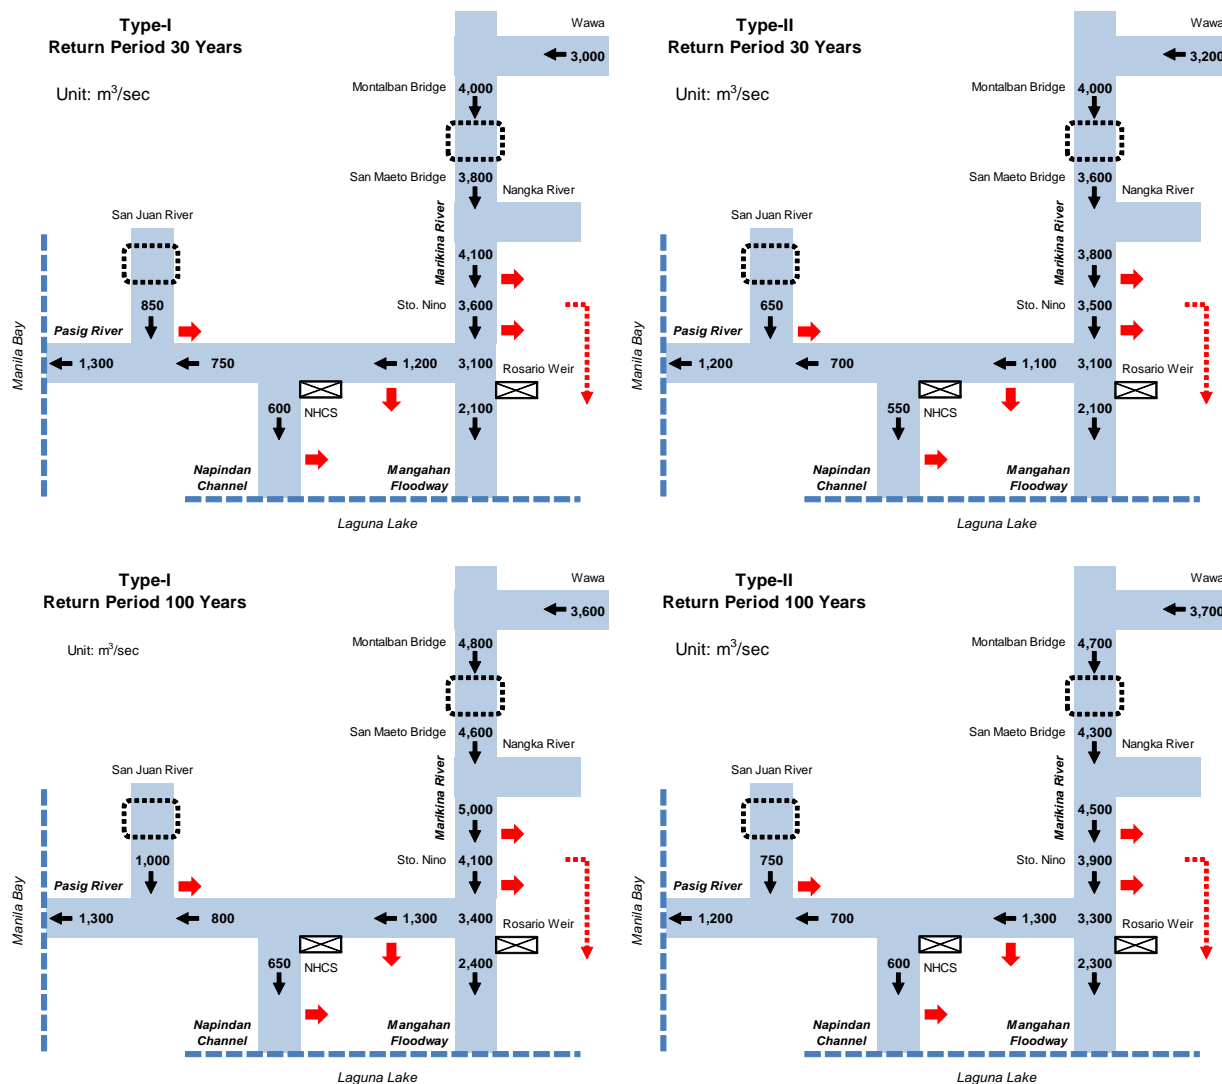 Type-I
Return Period 30 Years
Unit: m³/sec
Wawa
3,000
Montalban Bridge
4,000
San Maeto Bridge
3,800
Nangka River
San Juan River
Marikina River
4,100
850
Sto. Nino
3,600
Manila Bay
Pasig River
1,300
750
1,200
3,100
Rosario Weir
600
NHCS
2,100
Napindan
Channel
Mangahan
Floodway
Laguna Lake
Type-II
Return Period 30 Years
Unit: m³/sec
Wawa
3,200
Montalban Bridge
4,000
San Maeto Bridge
3,600
Nangka River
San Juan River
Marikina River
3,800
650
Sto. Nino
3,500
Manila Bay
Pasig River
1,200
700
1,100
3,100
Rosario Weir
550
NHCS
2,100
Napindan
Channel
Mangahan
Floodway
Laguna Lake
Type-I
Return Period 100 Years
Unit: m³/sec
Wawa
3,600
Montalban Bridge
4,800
San Maeto Bridge
4,600
Nangka River
San Juan River
Marikina River
5,000
1,000
Sto. Nino
4,100
Manila Bay
Pasig River
1,300
800
1,300
3,400
Rosario Weir
650
NHCS
2,400
Napindan
Channel
Mangahan
Floodway
Laguna Lake
Type-II
Return Period 100 Years
Unit: m³/sec
Wawa
3,700
Montalban Bridge
4,700
San Maeto Bridge
4,300
Nangka River
San Juan River
Marikina River
4,500
750
Sto. Nino
3,900
Manila Bay
Pasig River
1,200
700
1,300
3,300
Rosario Weir
600
NHCS
2,300
Napindan
Channel
Mangahan
Floodway
Laguna Lake